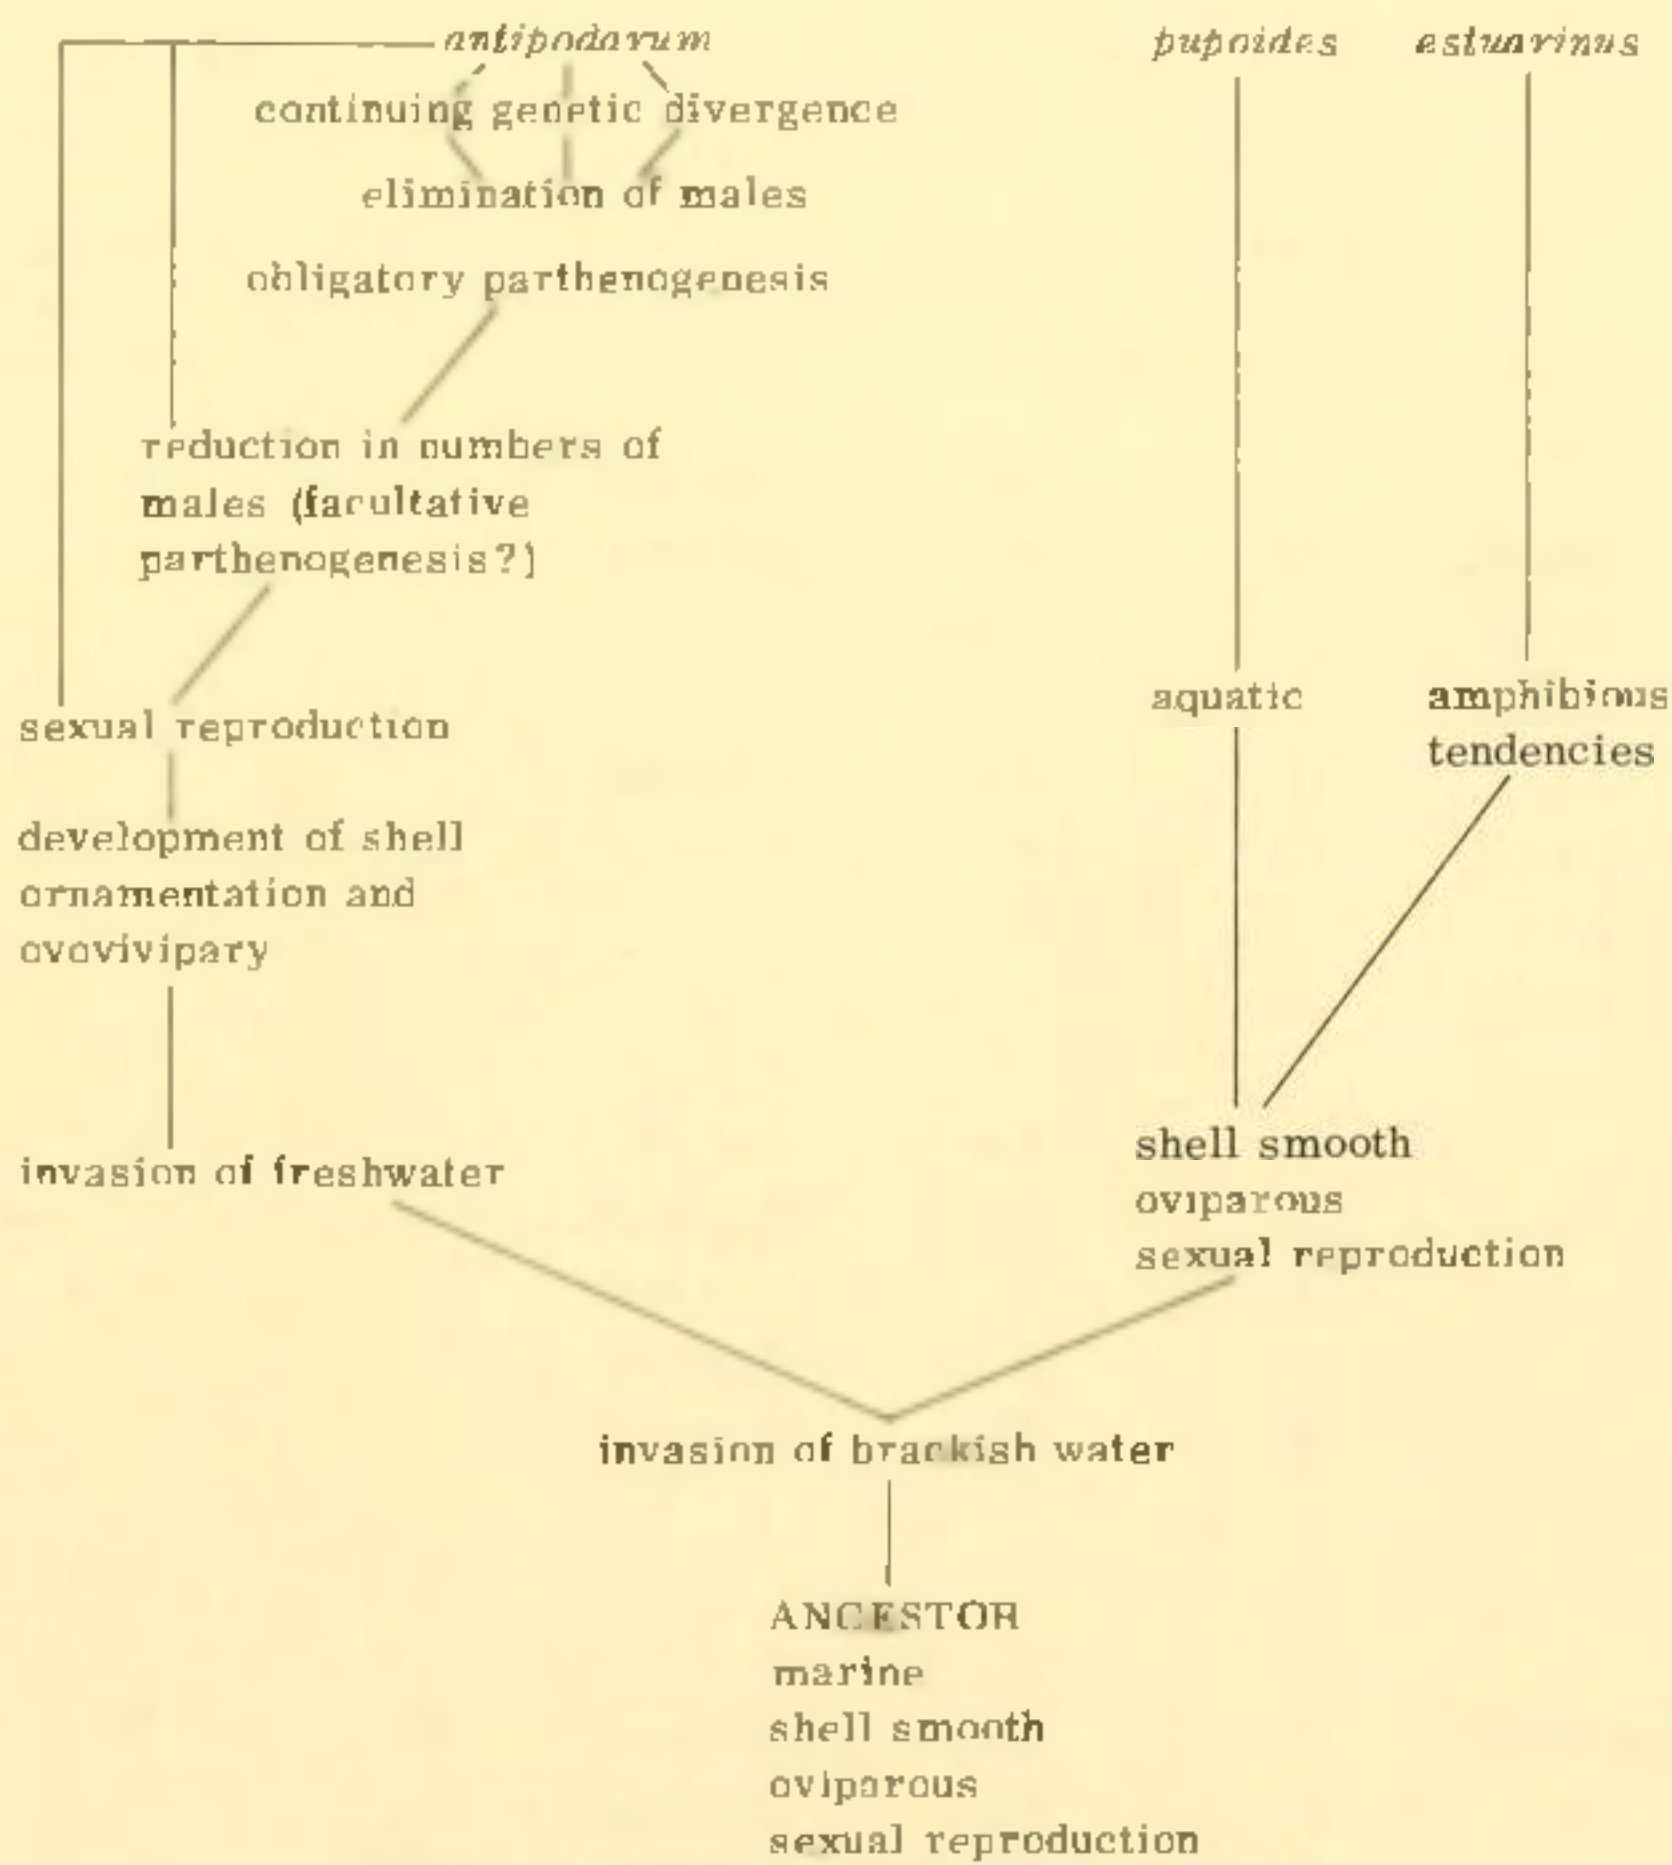 antipodarum
pupoides
estuarinus
continuing genetic divergence
elimination of males
obligatory parthenogenesis
reduction in numbers of
males (facultative
parthenogenesis?)
sexual reproduction
aquatic
amphibious
tendencies
development of shell
ornamentation and
ovovivipary
invasion of freshwater
shell smooth
oviparous
sexual reproduction
invasion of brackish water
ANCESTOR
marine
shell smooth
oviparous
sexual reproduction